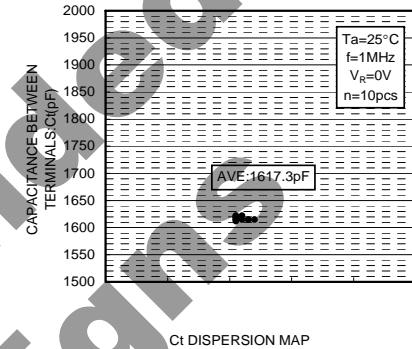 2000
1950
1900
1850
1800
1750
1700
1650
1600
1550
1500
CAPACITANCE BETWEEN
TERMINALS:Ct(pF)
Ta=25°C
f=1MHz
VR=0V
n=10pcs
AVE:1617.3pF
Ct DISPERSION MAP